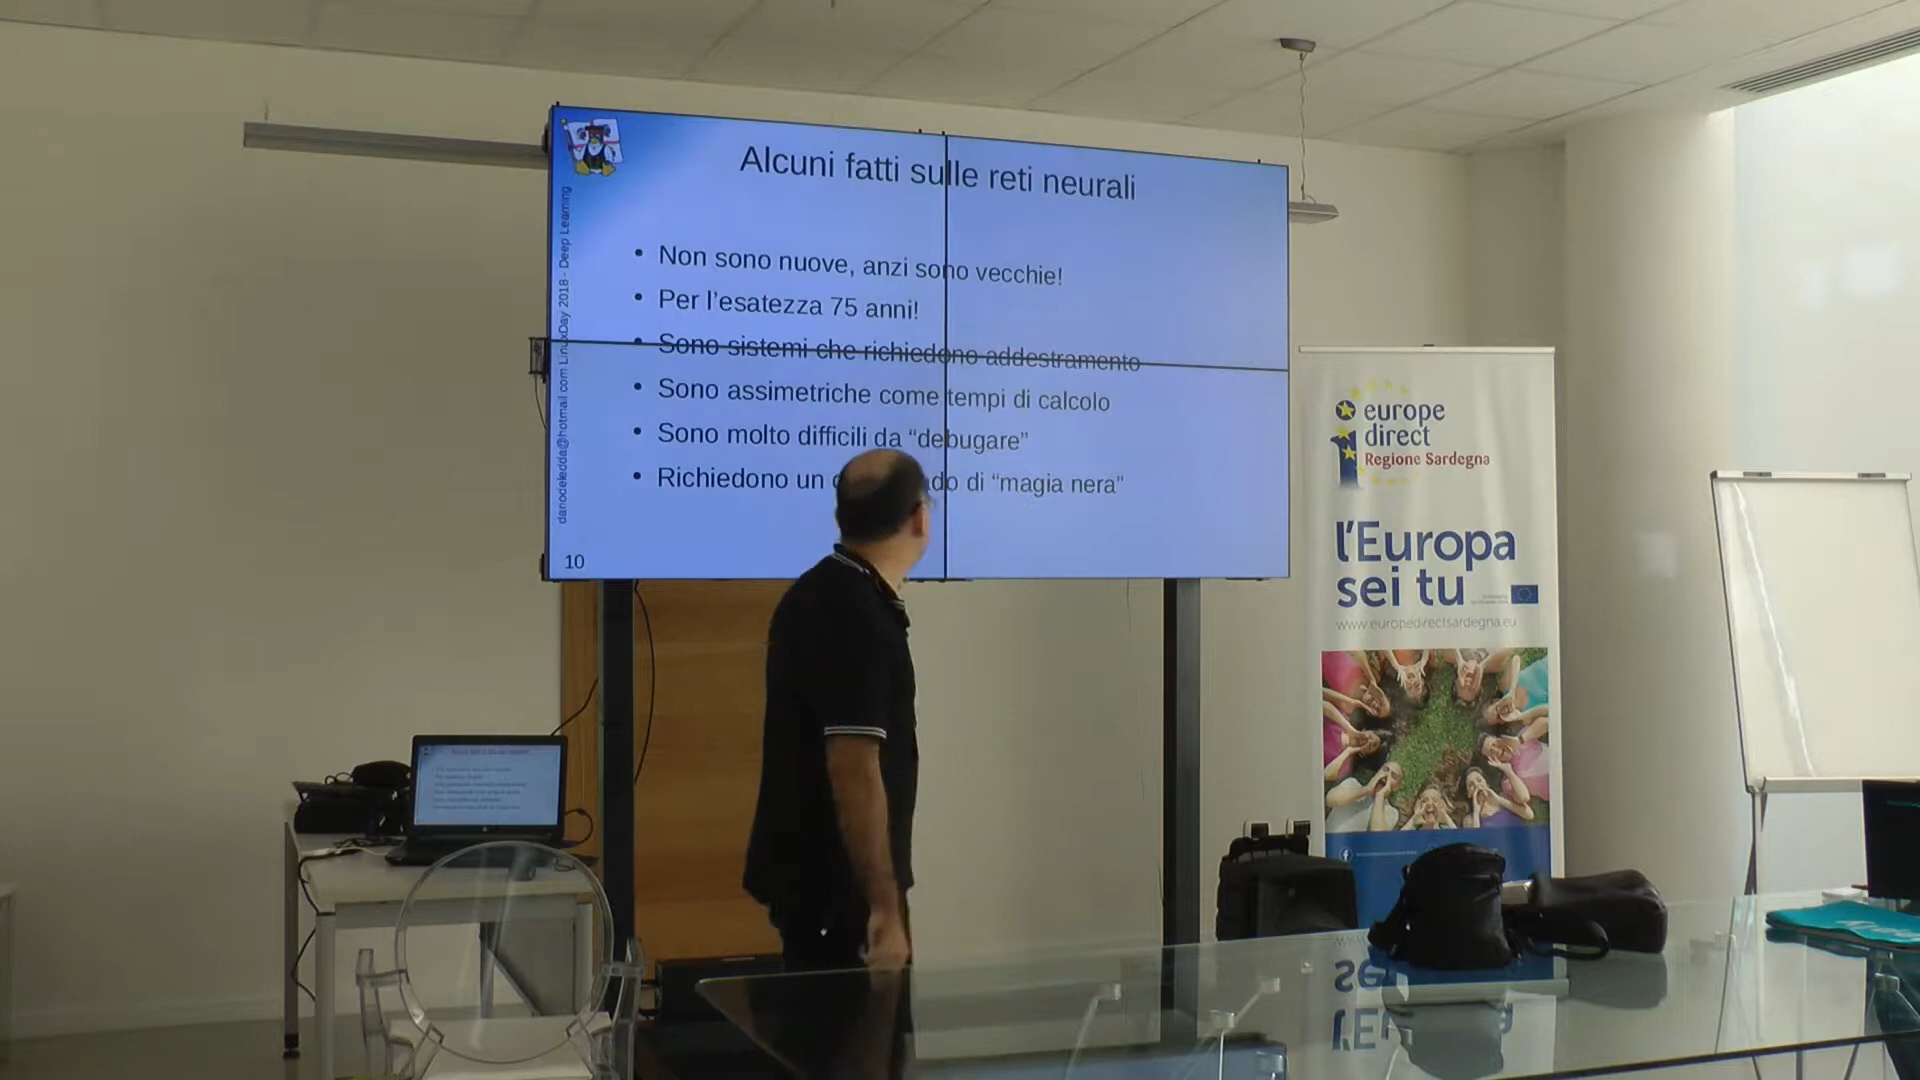 Alcuni fatti sulle reti neurali
Non sono nuove, anzi sono vecchie!
Per l’esatezza 75 anni!
Sono sistemi che richiedono addestramento
Sono assimetriche come tempi di calcolo
Sono molto difficili da “debugare”
Richiedono un di “magia nera”
10
dariodeledda@hotmail.com LinuxDay 2018 - Deep Learning
europe
direct
Regione Sardegna
l'Europa
sei tu
www.europedirectsardegna.eu